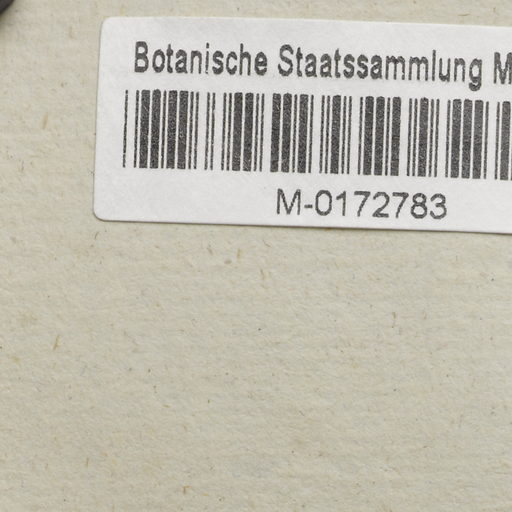 Botanische Staatssammlung M
M-0172783